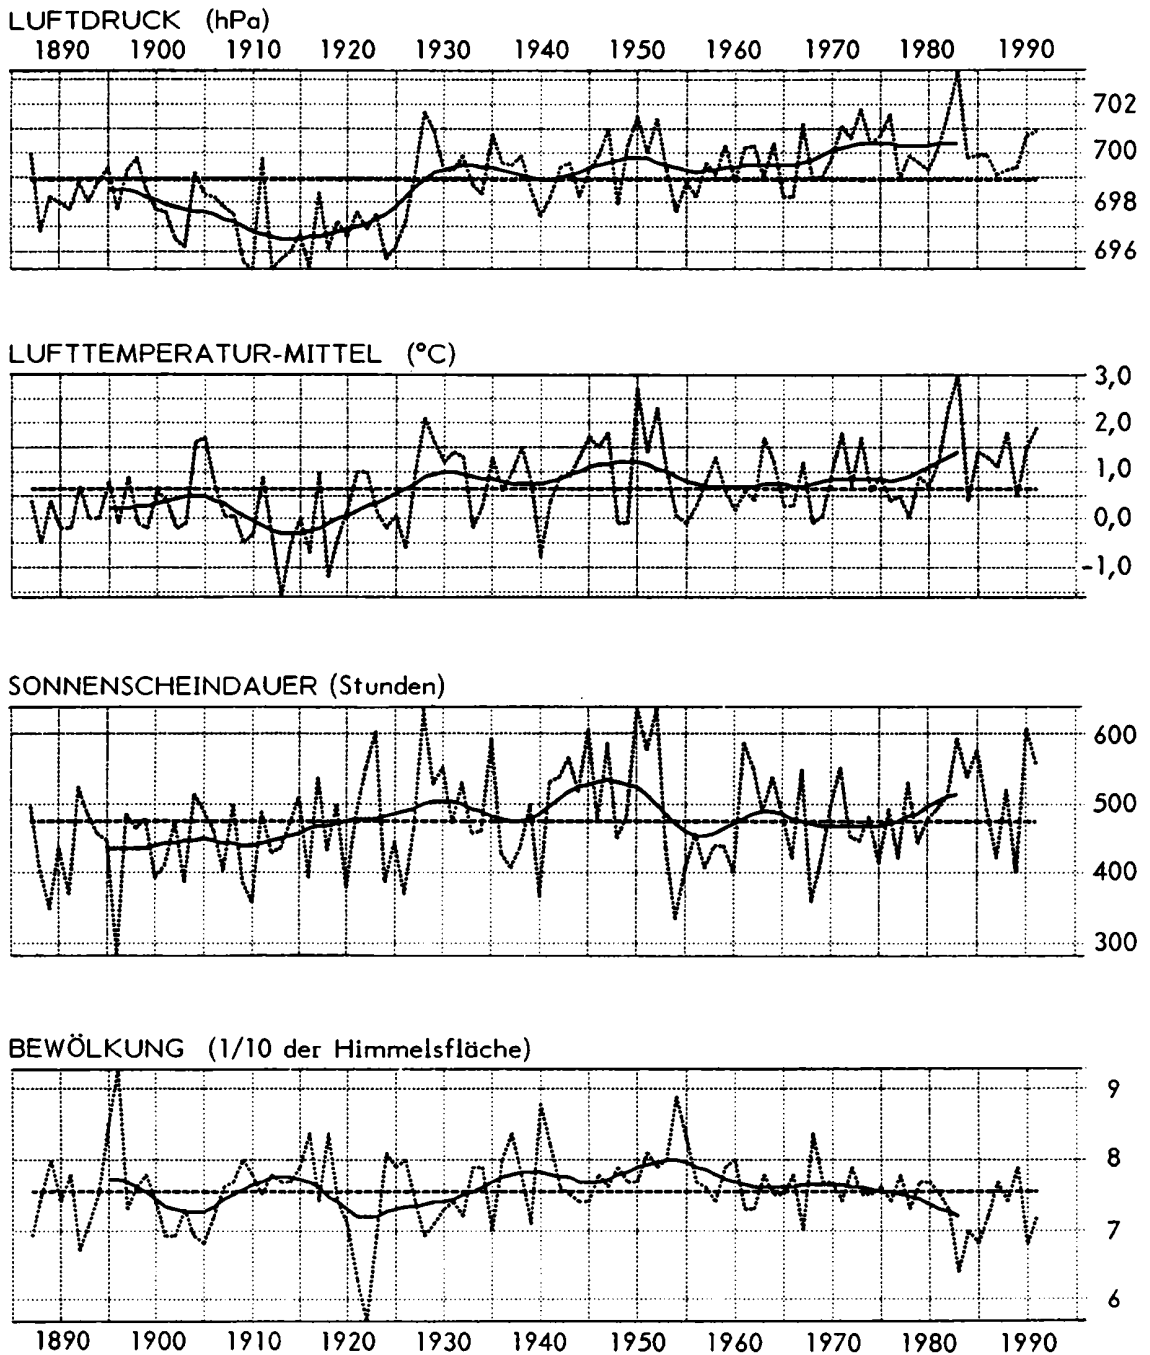 LUFTDRUCK (hPa)
1890 1900 1910 1920 1930 1940 1950 1960 1970 1980 1990
702
700
698
696
LUFTTEMPERATUR-MITTEL (°C)
3,0
2,0
1,0
0,0
-1,0
SONNENSCHEINDAUER (Stunden)
600
500
400
300
BEWÖLKUNG (1/10 der Himmelsfläche)
9
8
7
6
1890 1900 1910 1920 1930 1940 1950 1960 1970 1980 1990